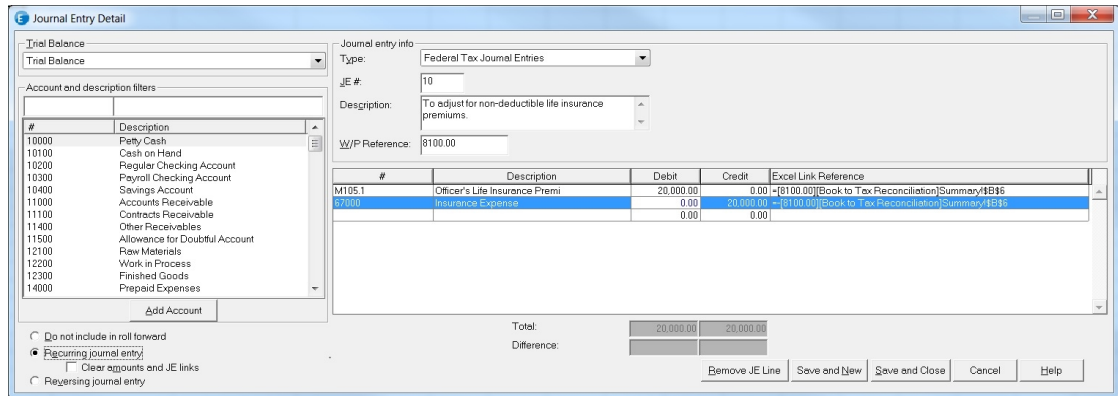 Journal Entry Detail
Trial Balance
Trial Balance
Account and description filters
# Description
10000 Petty Cash
10100 Cash on Hand
10200 Regular Checking Account
10300 Payroll Checking Account
10400 Savings Account
11000 Accounts Receivable
11100 Contracts Receivable
11400 Other Receivables
11500 Allowance for Doubtful Account
12100 Raw Materials
12200 Work in Process
12300 Finished Goods
14000 Prepaid Expenses
Add Account
Do not include in roll forward
Recurring journal entry
Clear amounts and JE links
Reversing journal entry
Journal entry info
Type: Federal Tax Journal Entries
JE #: 10
Description: To adjust for non-deductible life insurance
premiums.
W/P Reference: 8100.00
# Description Debit Credit Excel Link Reference
M105.1 Officer's Life Insurance Premi 20,000.00 0.00 =[8100.00][Book to Tax Reconciliation]Summary!$B$6
67000 Insurance Expense 0.00 20,000.00 =-[8100.00][Book to Tax Reconciliation]Summary!$B$6
0.00 0.00
Total: 20,000.00 20,000.00
Difference:
Remove JE Line Save and New Save and Close Cancel Help